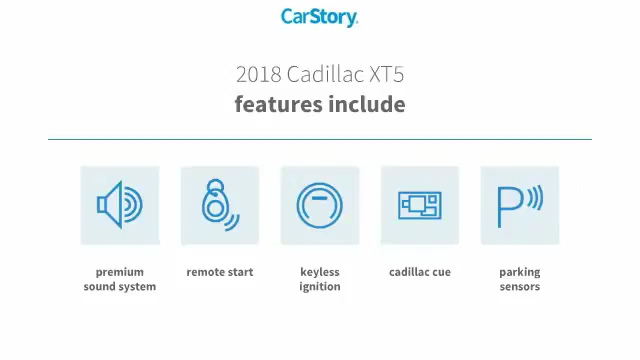 CarStory.
2018 Cadillac XT5
features include
premium
sound system
remote start
keyless
ignition
cadillac cue
parking
sensors